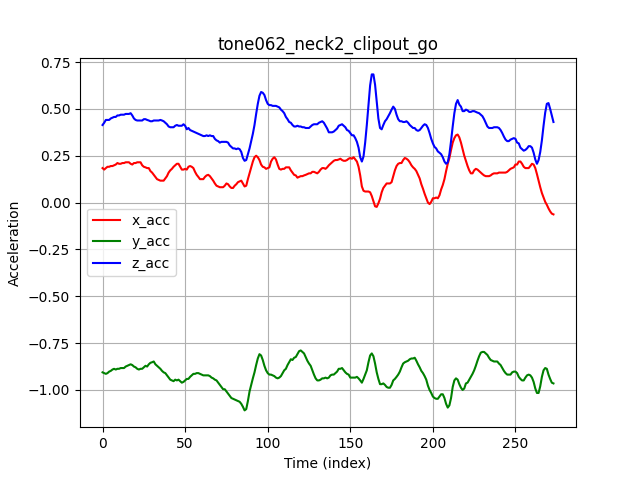 tone062_neck2_clipout_go
0.75
0.50
0.25
0.00
−0.25
−0.50
−0.75
−1.00
Acceleration
x_acc
y_acc
z_acc
0 50 100 150 200 250
Time (index)